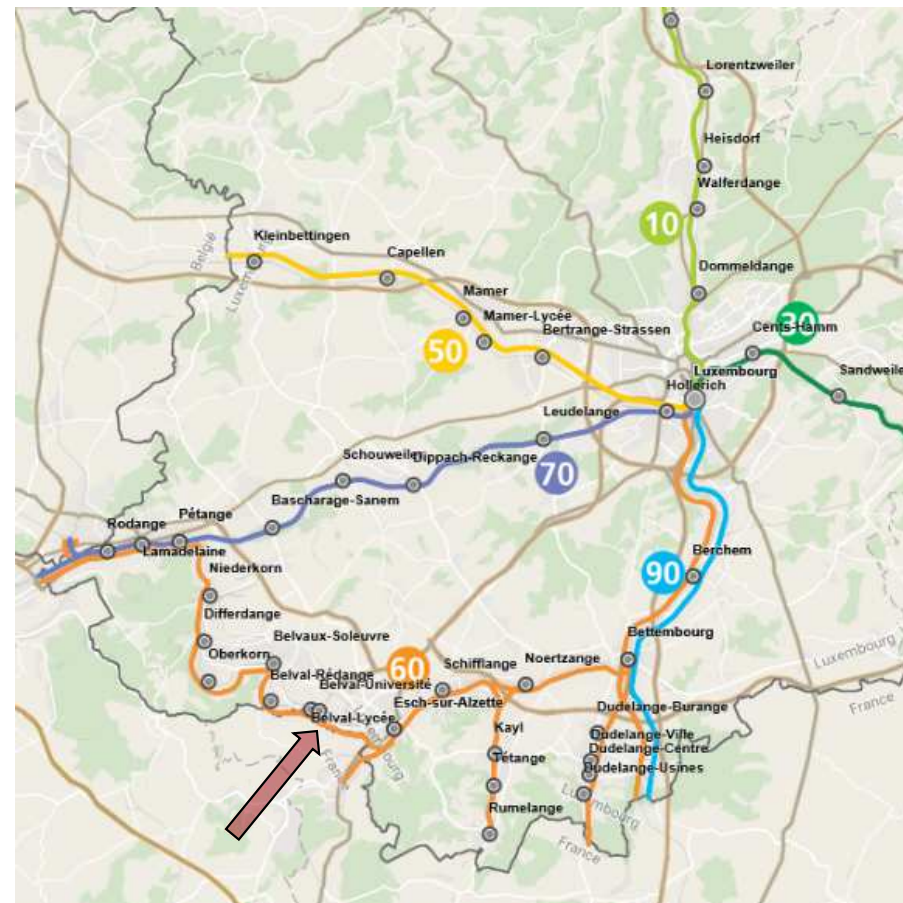 Lorentzweiler
Heisdorf
Walferdange
10
Dommeldange
België
Kleinbettingen
Capellen
Mamer
Mamer-Lycée
Bertrange-Strassen
50
30
Cents-Hamm
Sandweile
Luxembourg
Hollerich
Leudelange
Schouweiler
Dippach-Reckange
70
Bascharage-Sanem
Pétange
Rodange
Lamadelaine
Niederkorn
Differdange
Oberkorn
Belvaux-Soleuvre
Belval-Rédange
Belval-Université
Belval-Lycée
60
Schifflange
Esch-sur-Alzette
Noertzange
Berchem
90
Bettembourg
Luxembourg
France
Kayl
Tétange
Rumelange
Dudelange-Burange
Dudelange-Ville
Dudelange-Centre
Dudelange-Usines
Luxembourg
France